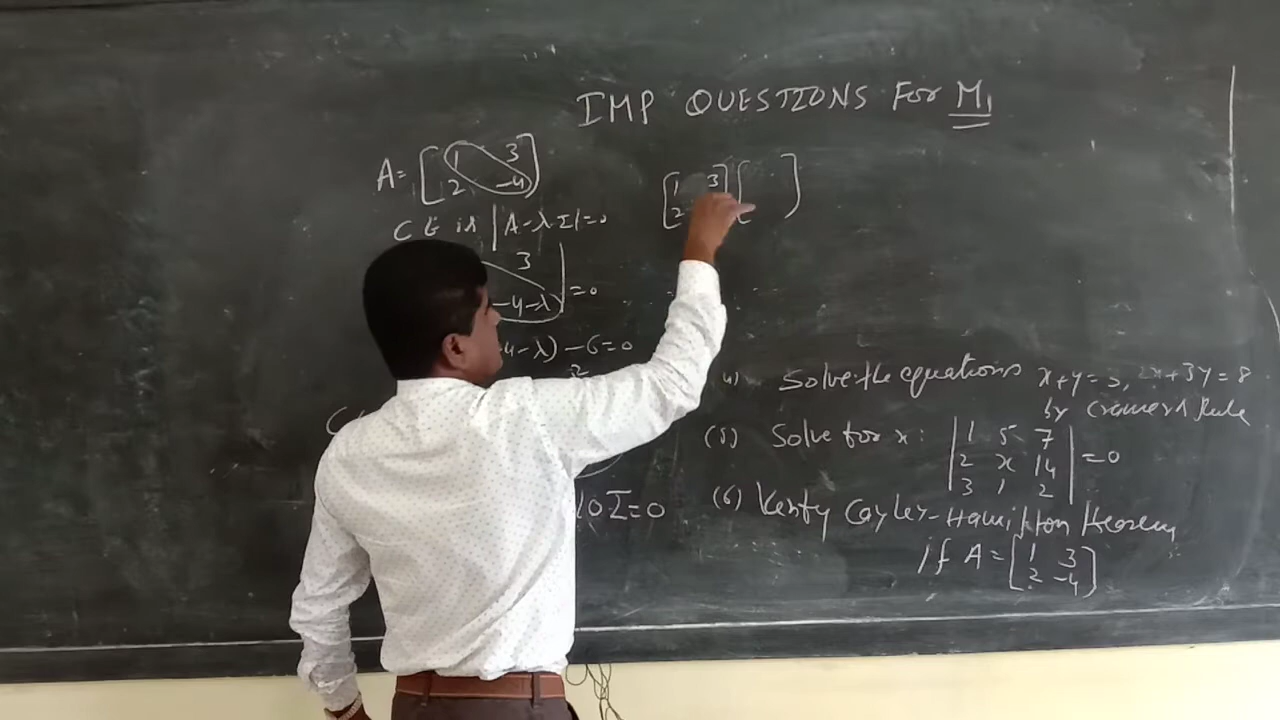 IMP QUESTIONS FOR M1
A = [1 3
2 -4]
C E is |A-λI|=0
3
-4-λ| =0
4-λ) -6=0
10I=0
[1 3] [
2
4) Solve the equations x+y=3, 2x+3y=8
by Cramer's Rule
(5) Solve for x: |1 5 7
2 x 14
3 1 2| =0
(6) Verify Cayley-Hamilton theorem
if A = [1 3
2 -4]